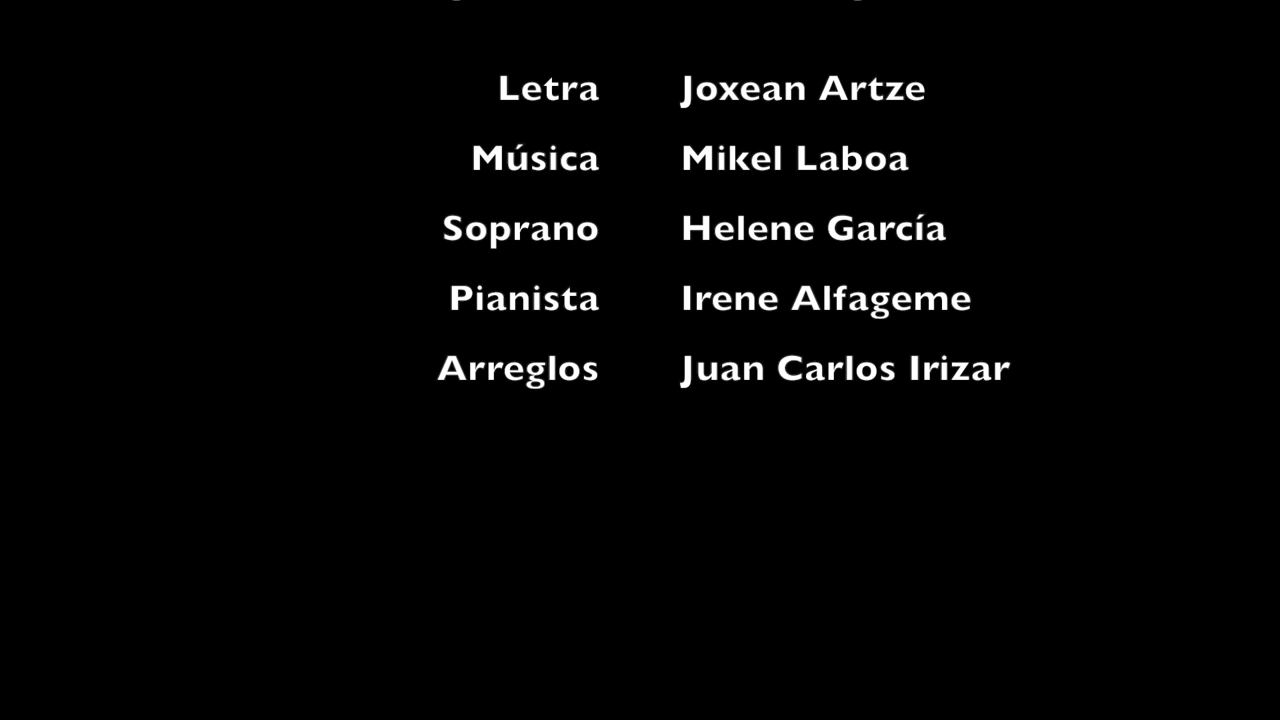 Letra Joxean Artze
Música Mikel Laboa
Soprano Helene García
Pianista Irene Alfageme
Arreglos Juan Carlos Irizar